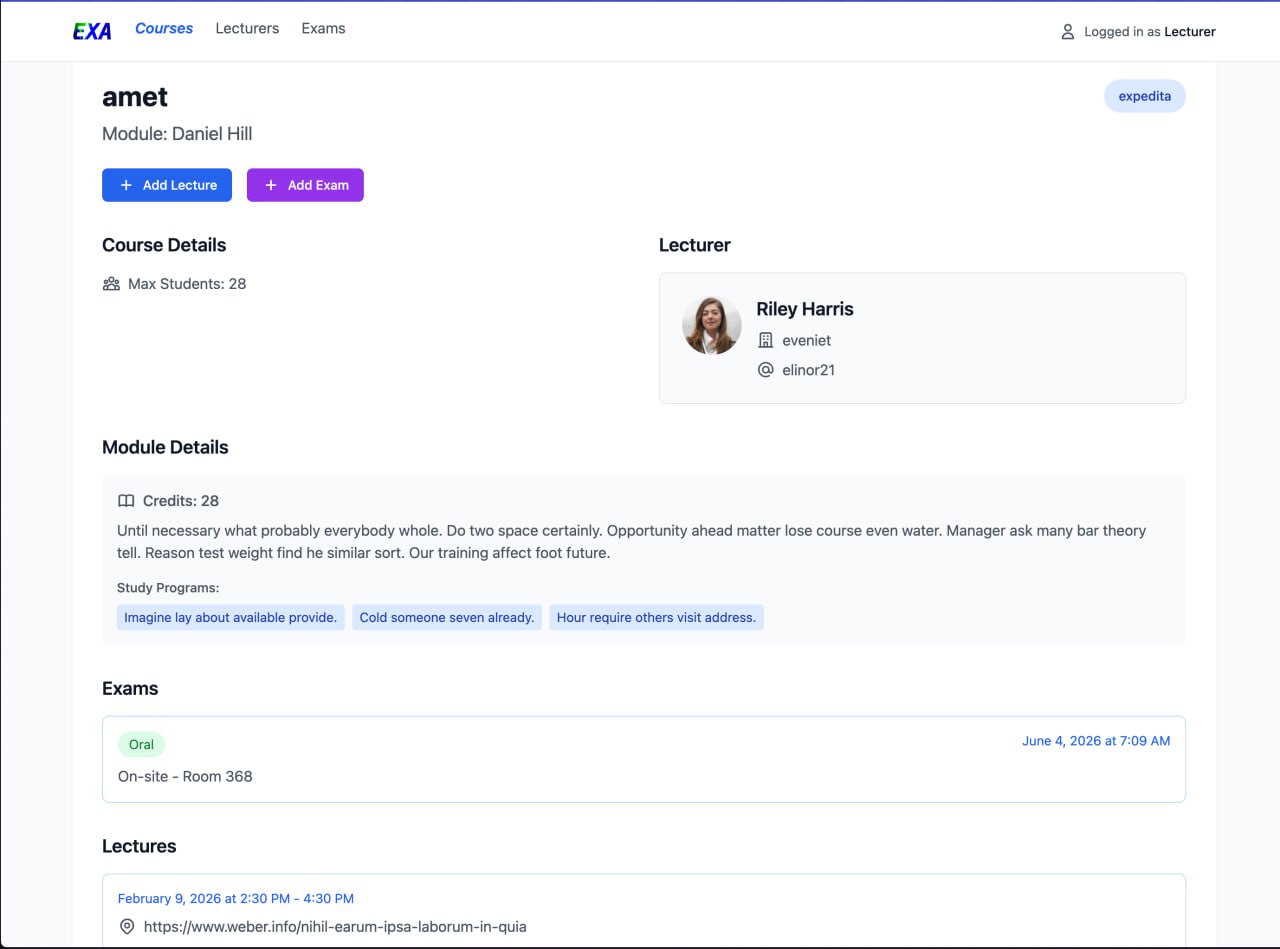 EXA Courses Lecturers Exams Logged in as Lecturer
amet
expedita
Module: Daniel Hill
+ Add Lecture + Add Exam
Course Details
Max Students: 28
Lecturer
Riley Harris
eveniet
elinor21
Module Details
Credits: 28
Until necessary what probably everybody whole. Do two space certainly. Opportunity ahead matter lose course even water. Manager ask many bar theory
tell. Reason test weight find he similar sort. Our training affect foot future.
Study Programs:
Imagine lay about available provide. Cold someone seven already. Hour require others visit address.
Exams
Oral
June 4, 2026 at 7:09 AM
On-site - Room 368
Lectures
February 9, 2026 at 2:30 PM - 4:30 PM
https://www.weber.info/nihil-earum-ipsa-laborum-in-quia